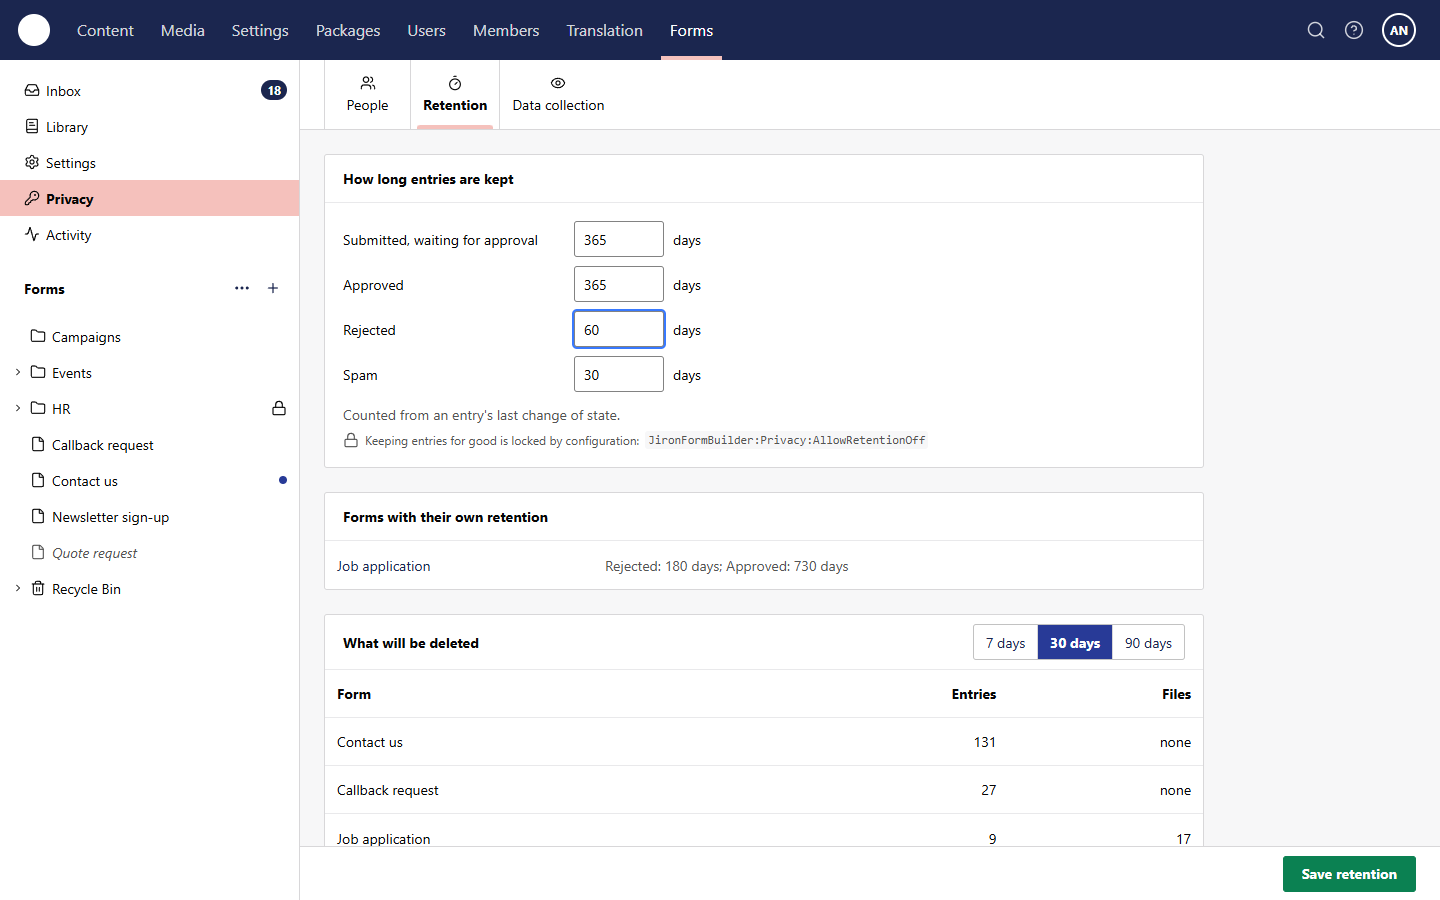 Content Media Settings Packages Users Members Translation Forms AN
Inbox 18
Library
Settings
Privacy
Activity
Forms
Campaigns
Events
HR
Callback request
Contact us
Newsletter sign-up
Quote request
Recycle Bin
People Retention Data collection
How long entries are kept
Submitted, waiting for approval 365 days
Approved 365 days
Rejected 60 days
Spam 30 days
Counted from an entry's last change of state.
Keeping entries for good is locked by configuration: JironFormBuilder:Privacy:AllowRetentionOff
Forms with their own retention
Job application Rejected: 180 days; Approved: 730 days
What will be deleted 7 days 30 days 90 days
Form Entries Files
Contact us 131 none
Callback request 27 none
Job application 9 17
Save retention